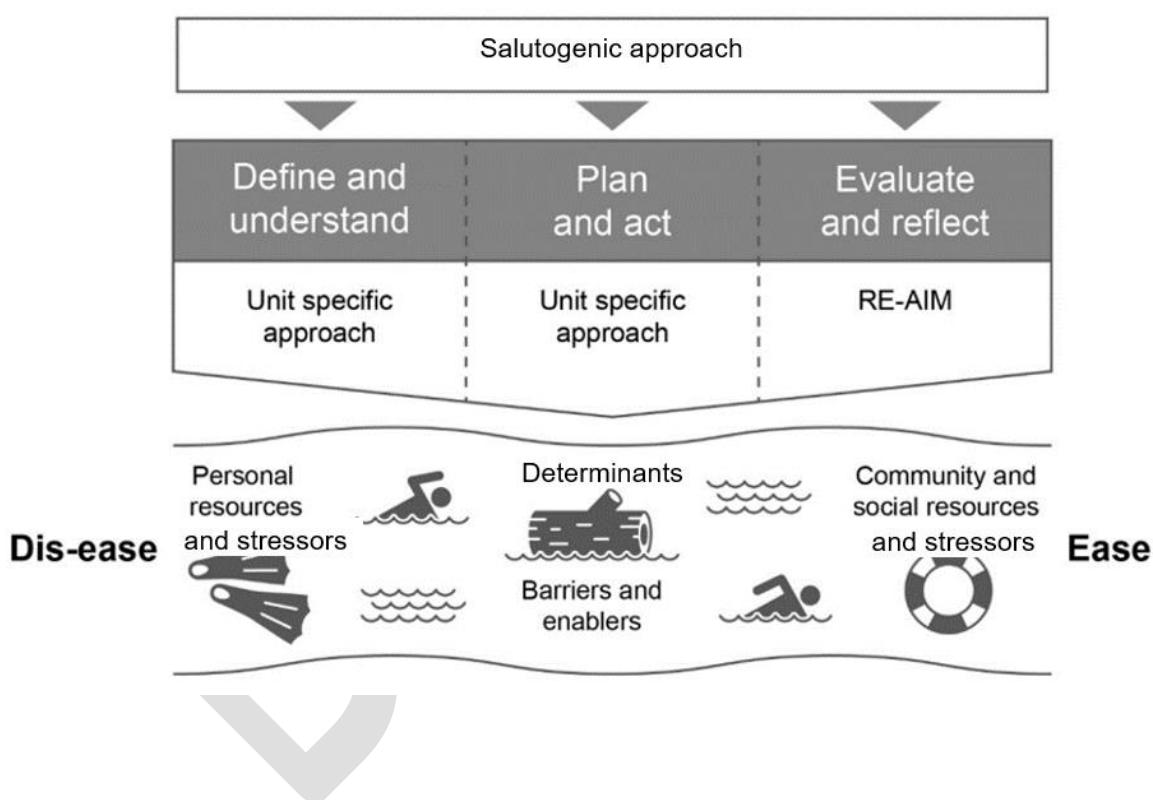 Salutogenic approach
Define and
understand
Plan
and act
Evaluate
and reflect
Unit specific
approach
Unit specific
approach
RE-AIM
Personal
resources
and stressors
Determinants
Barriers and
enablers
Community and
social resources
and stressors
Dis-ease
Ease